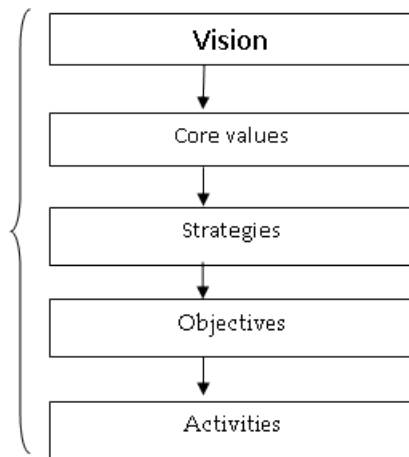 Vision
Core values
Strategies
Objectives
Activities